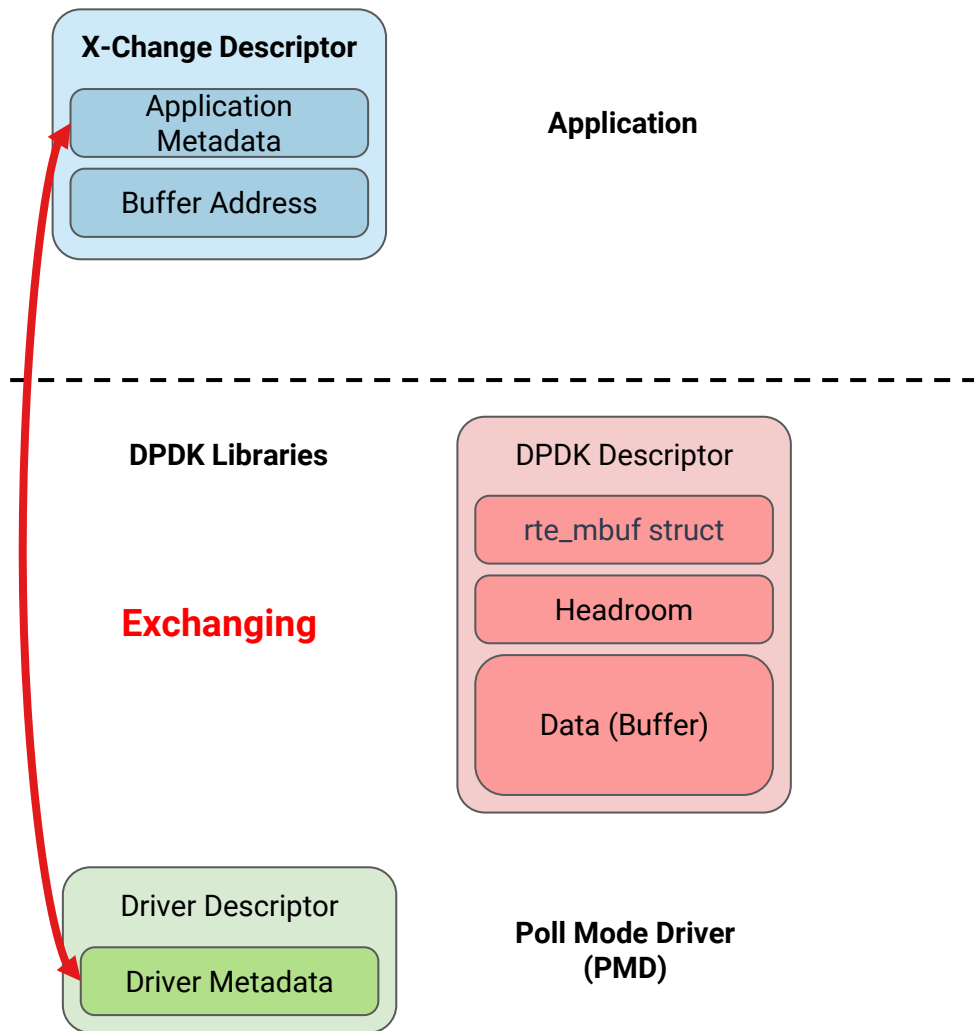 X-Change Descriptor
Application
Metadata
Buffer Address
Application
DPDK Libraries
DPDK Descriptor
rte_mbuf struct
Headroom
Data (Buffer)
Exchanging
Driver Descriptor
Driver Metadata
Poll Mode Driver
(PMD)